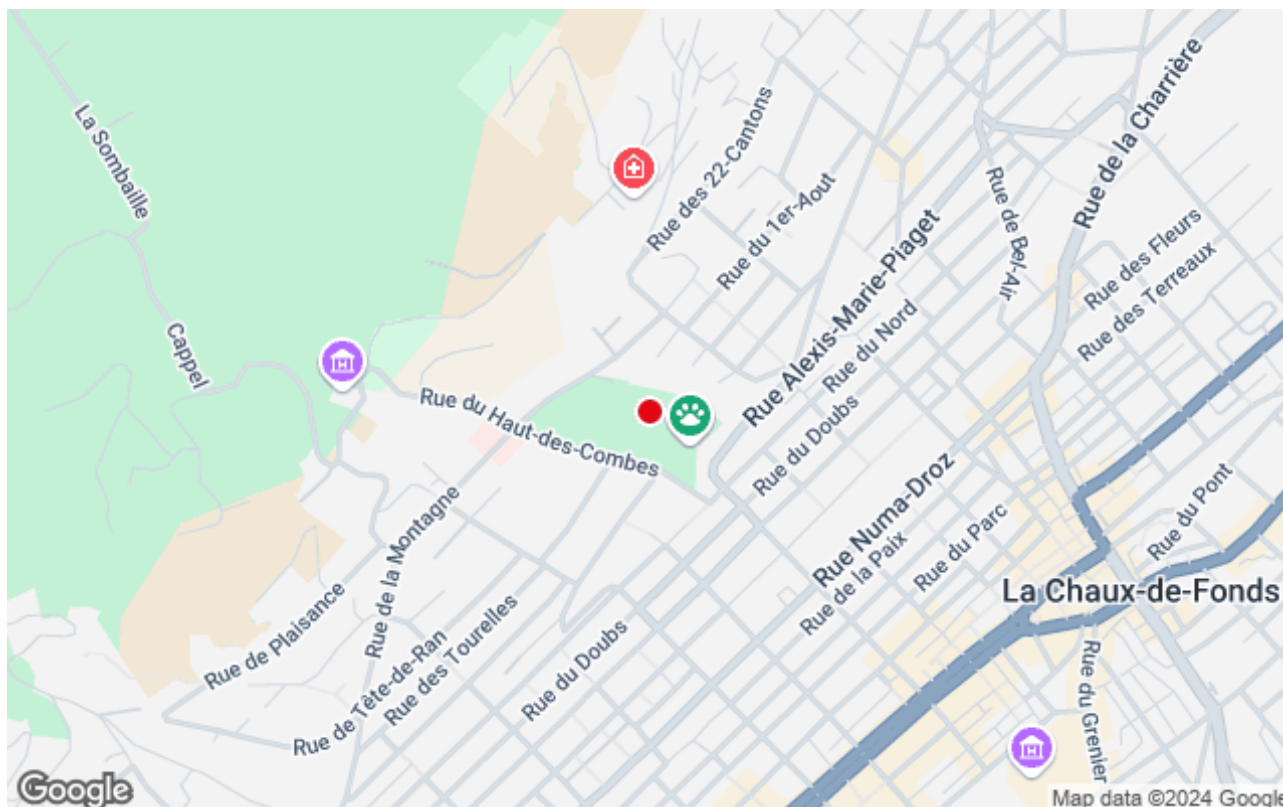 La Sombaille
Cappel
Rue des 22-Cantons
Rue du 1er-Aout
Rue de Bel-Air
Rue de la Charrière
Rue des Fleurs
Rue des Terreaux
Rue Alexis-Marie-Piaget
Rue du Nord
Rue du Doubs
Rue du Haut-des-Combes
Rue Numa-Droz
Rue de la Paix
Rue du Parc
Rue du Pont
La Chaux-de-Fonds
Rue de la Montagne
Rue de Plaisance
Rue de Tête-de-Ran
Rue des Tourelles
Rue du Doubs
Rue du Grenier
H
H
Google
Map data ©2024 Google